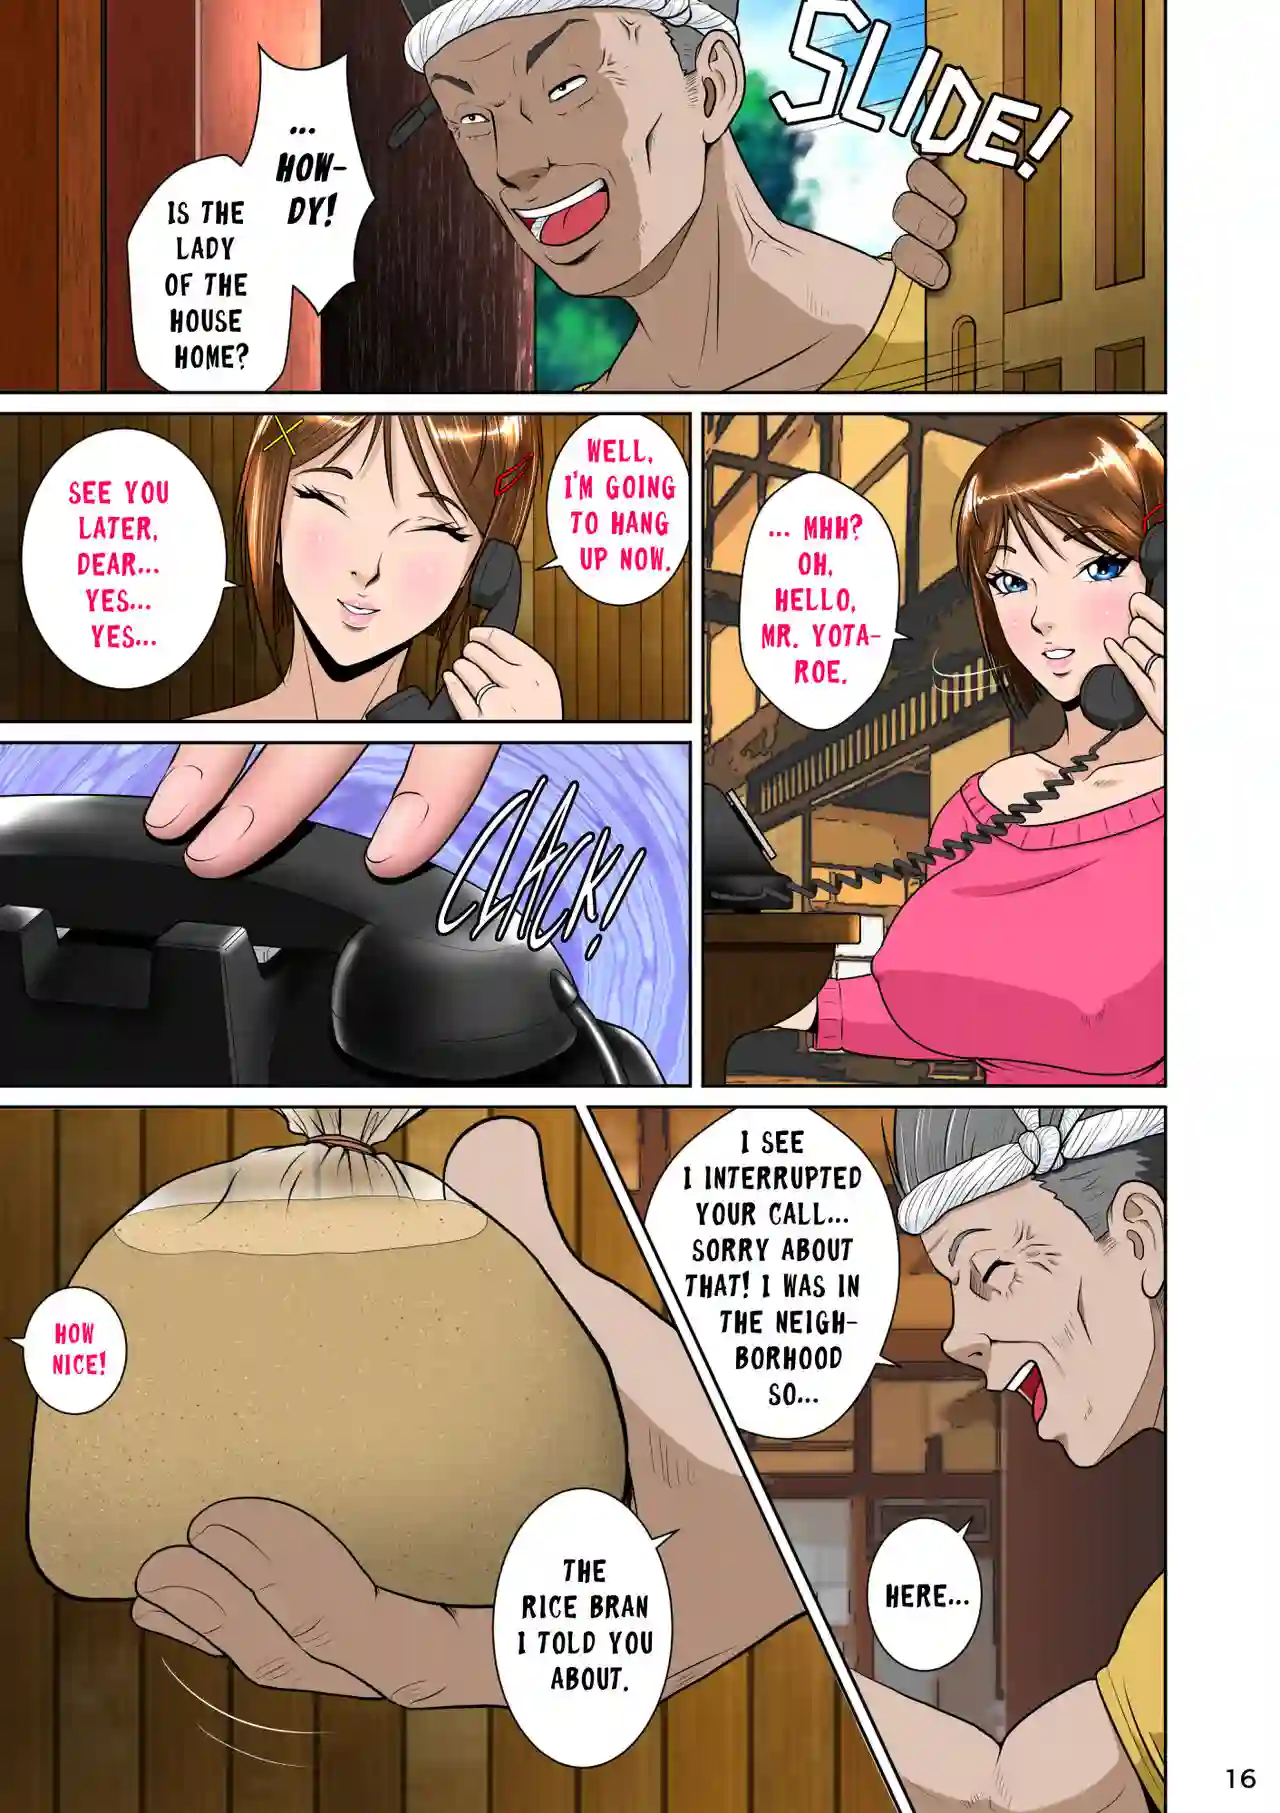 SLIDE!
...
HOW-
DY!
IS THE
LADY
OF THE
HOUSE
HOME?
... MHH?
OH,
HELLO,
MR. YOTA-
ROE.
WELL,
I'M GOING
TO HANG
UP NOW.
SEE YOU
LATER,
DEAR...
YES...
YES...
CLACK!
I SEE
I INTERRUPTED
YOUR CALL...
SORRY ABOUT
THAT! I WAS IN
THE NEIGH-
BORHOOD
SO...
HERE...
THE
RICE BRAN
I TOLD YOU
ABOUT.
HOW
NICE!
16